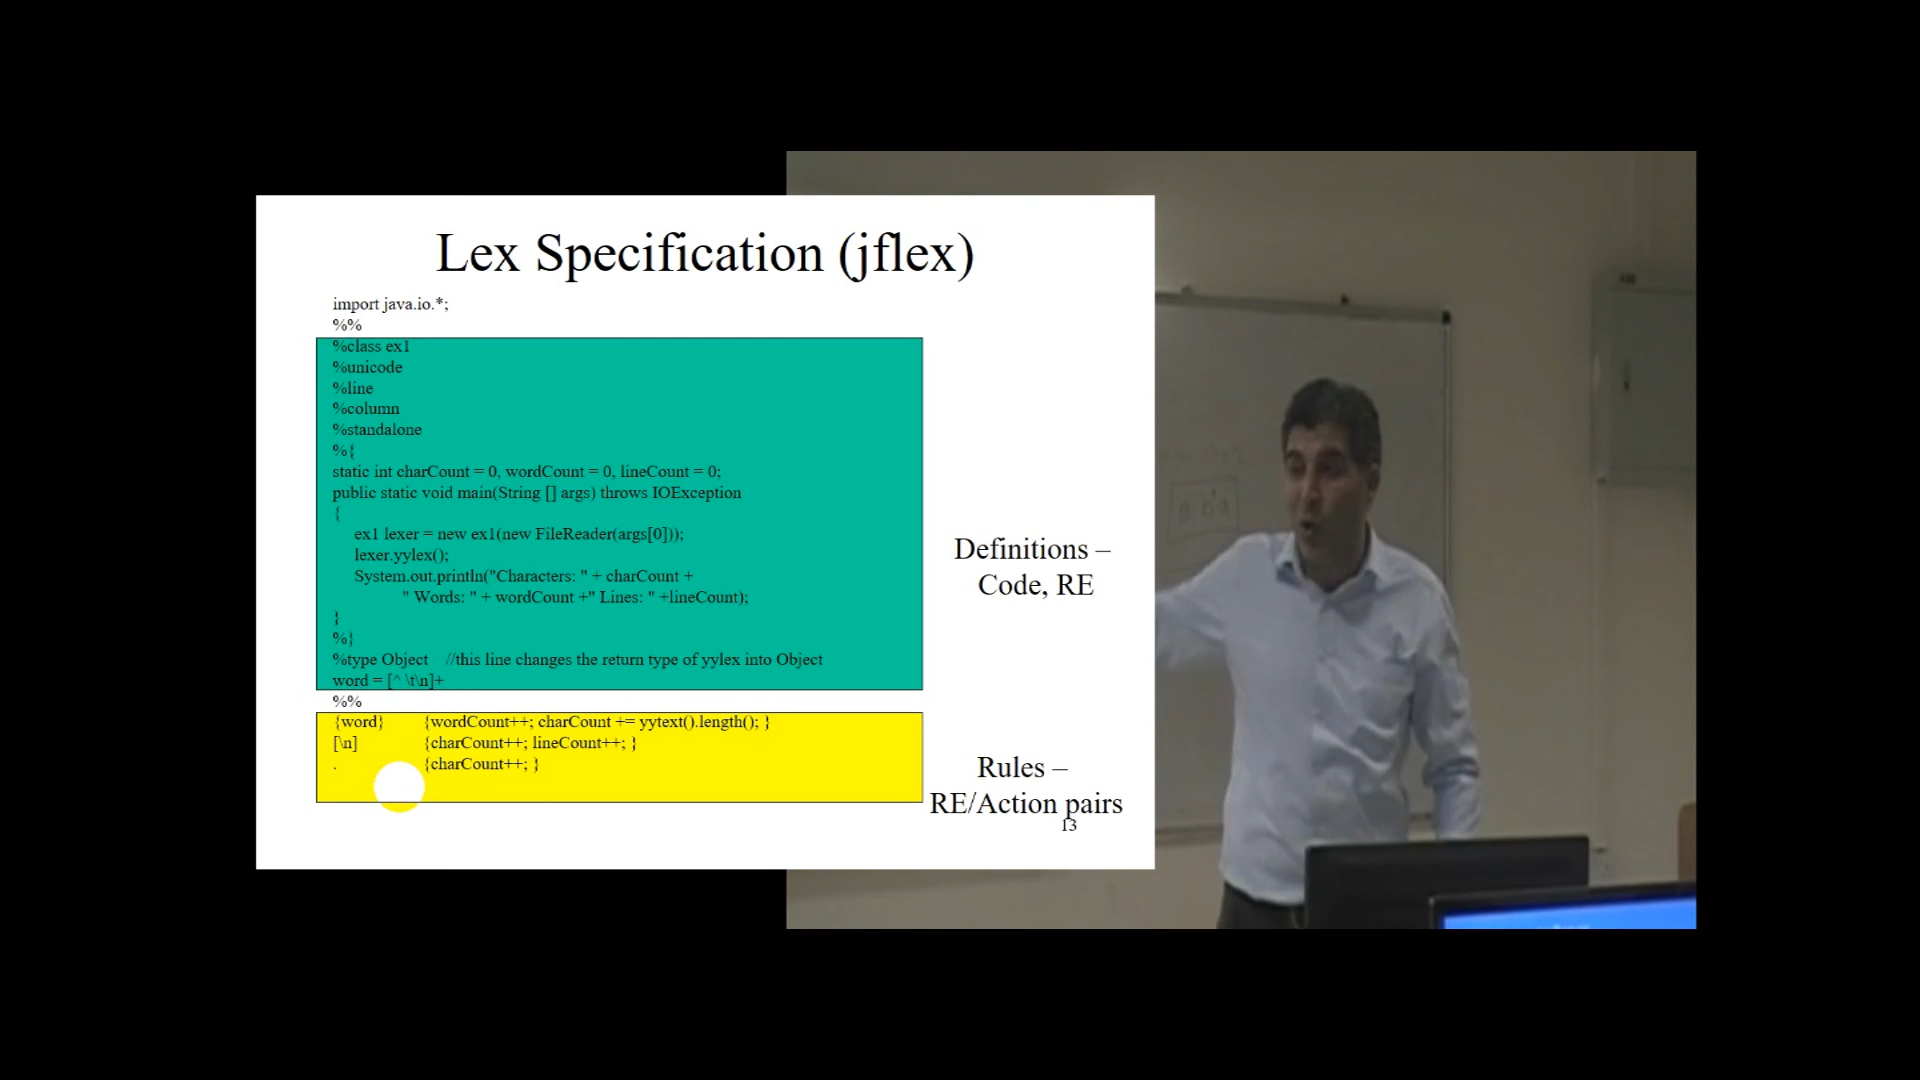 Lex Specification (jflex)
import java.io.*;
%%
%class ex1
%unicode
%line
%column
%standalone
%{
static int charCount = 0, wordCount = 0, lineCount = 0;
public static void main(String [] args) throws IOException
{
ex1 lexer = new ex1(new FileReader(args[0]));
lexer.yylex();
System.out.println("Characters: " + charCount +
" Words: " + wordCount +" Lines: " +lineCount);
}
%}
%type Object //this line changes the return type of yylex into Object
word = [^ \t\n]+
%%
{word} {wordCount++; charCount += yytext().length(); }
[\n] {charCount++; lineCount++; }
. {charCount++; }
Definitions –
Code, RE
Rules –
RE/Action pairs
13
a ba